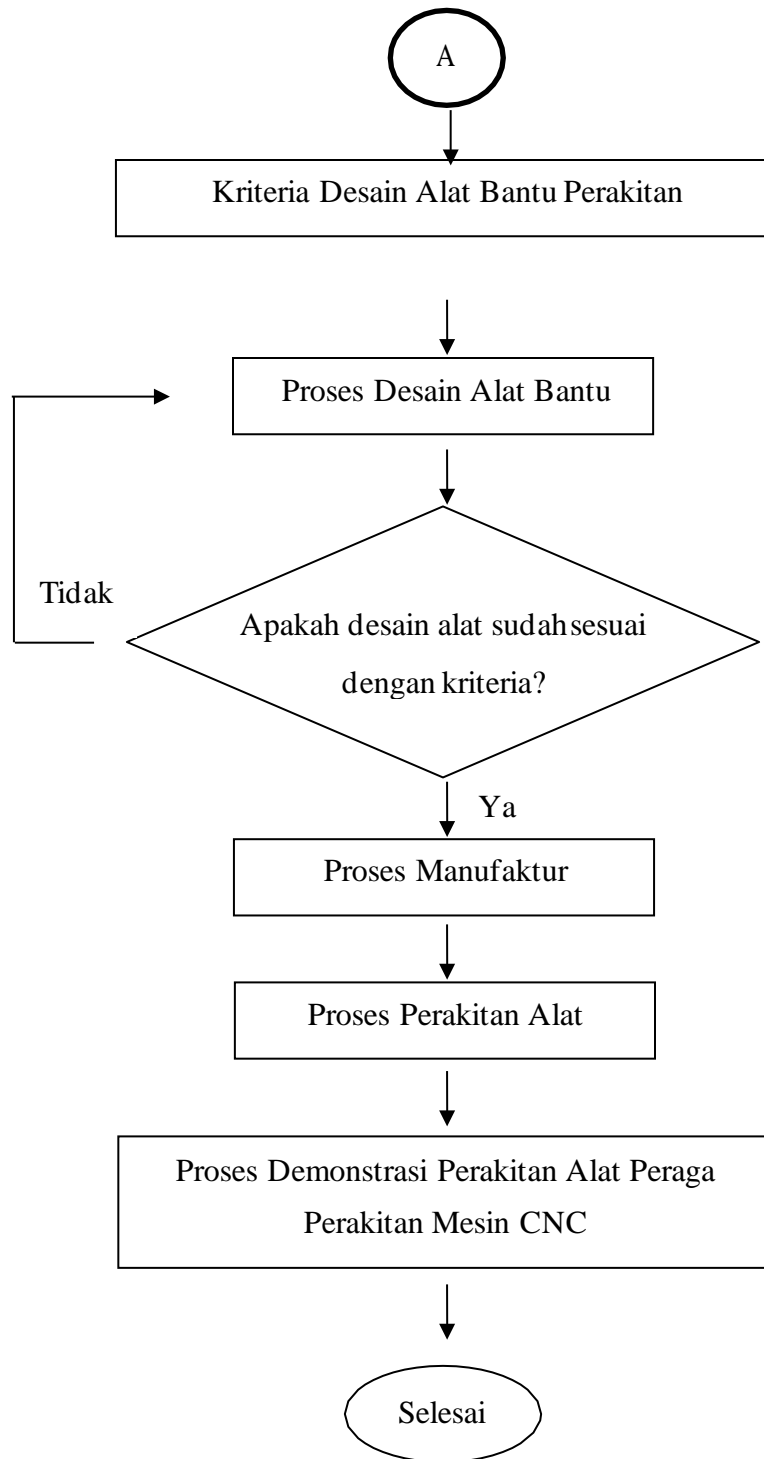 A
Kriteria Desain Alat Bantu Perakitan
Proses Desain Alat Bantu
Tidak
Apakah desain alat sudah sesuai
dengan kriteria?
Ya
Proses Manufaktur
Proses Perakitan Alat
Proses Demonstrasi Perakitan Alat Peraga
Perakitan Mesin CNC
Selesai